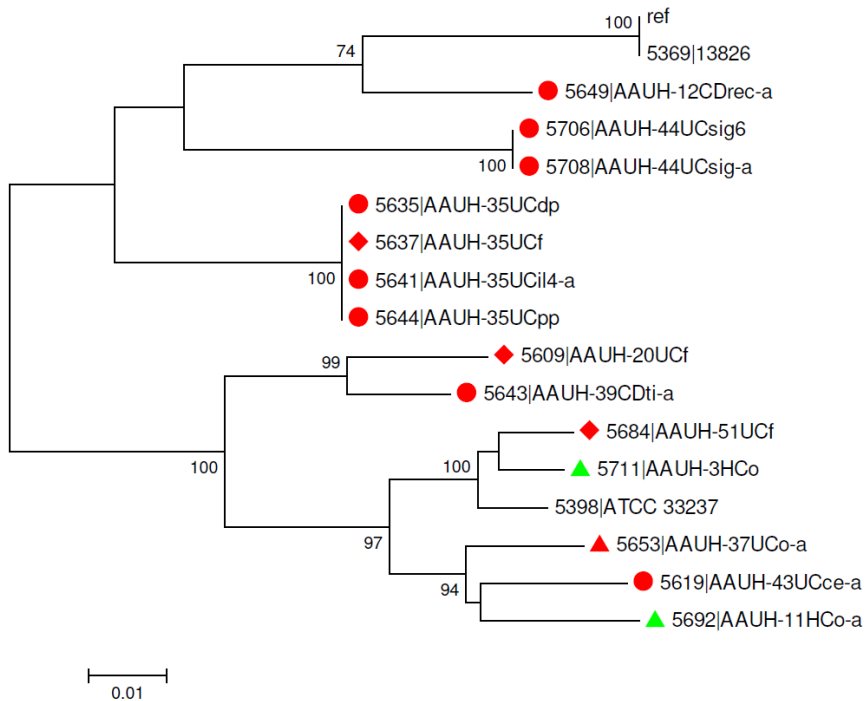 100 ref
5369|13826
74
5649|AAUH-12CDrec-a
5706|AAUH-44UCsig6
100 5708|AAUH-44UCsig-a
5635|AAUH-35UCdp
5637|AAUH-35UCf
100 5641|AAUH-35UCil4-a
5644|AAUH-35UCpp
5609|AAUH-20UCf
99
5643|AAUH-39CDti-a
5684|AAUH-51UCf
100 5711|AAUH-3HCo
100
5398|ATCC 33237
97 5653|AAUH-37UCo-a
94 5619|AAUH-43UCce-a
5692|AAUH-11HCo-a
0.01